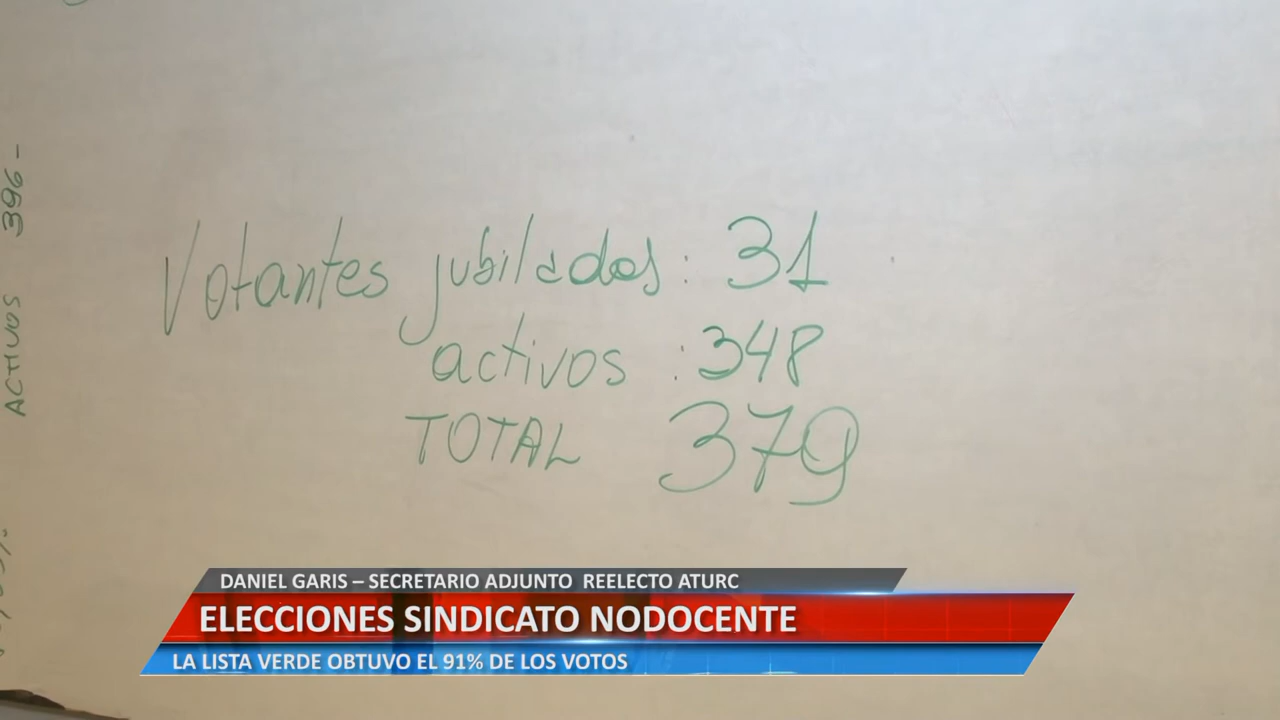 ACTIVOS 396-
Votantes jubilados: 31
activos: 348
TOTAL 379
DANIEL GARIS – SECRETARIO ADJUNTO REELECTO ATURC
ELECCIONES SINDICATO NODOCENTE
LA LISTA VERDE OBTUVO EL 91% DE LOS VOTOS